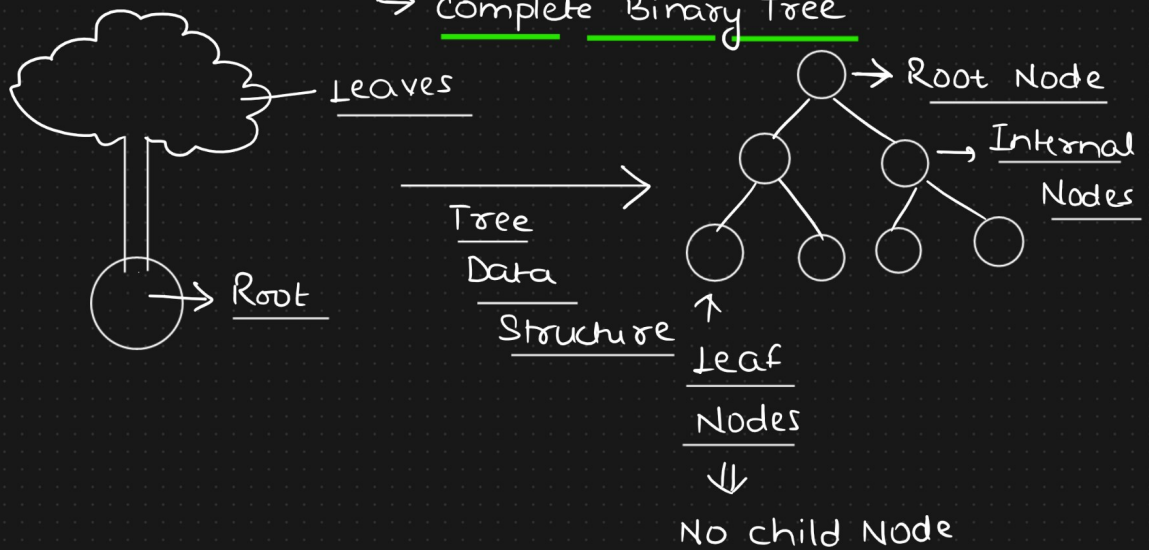 → Complete Binary Tree
Leaves
→ Root Node
→ Internal
Nodes
Tree
Data
Structure
→ Root
↑
Leaf
Nodes
⇓
No child Node